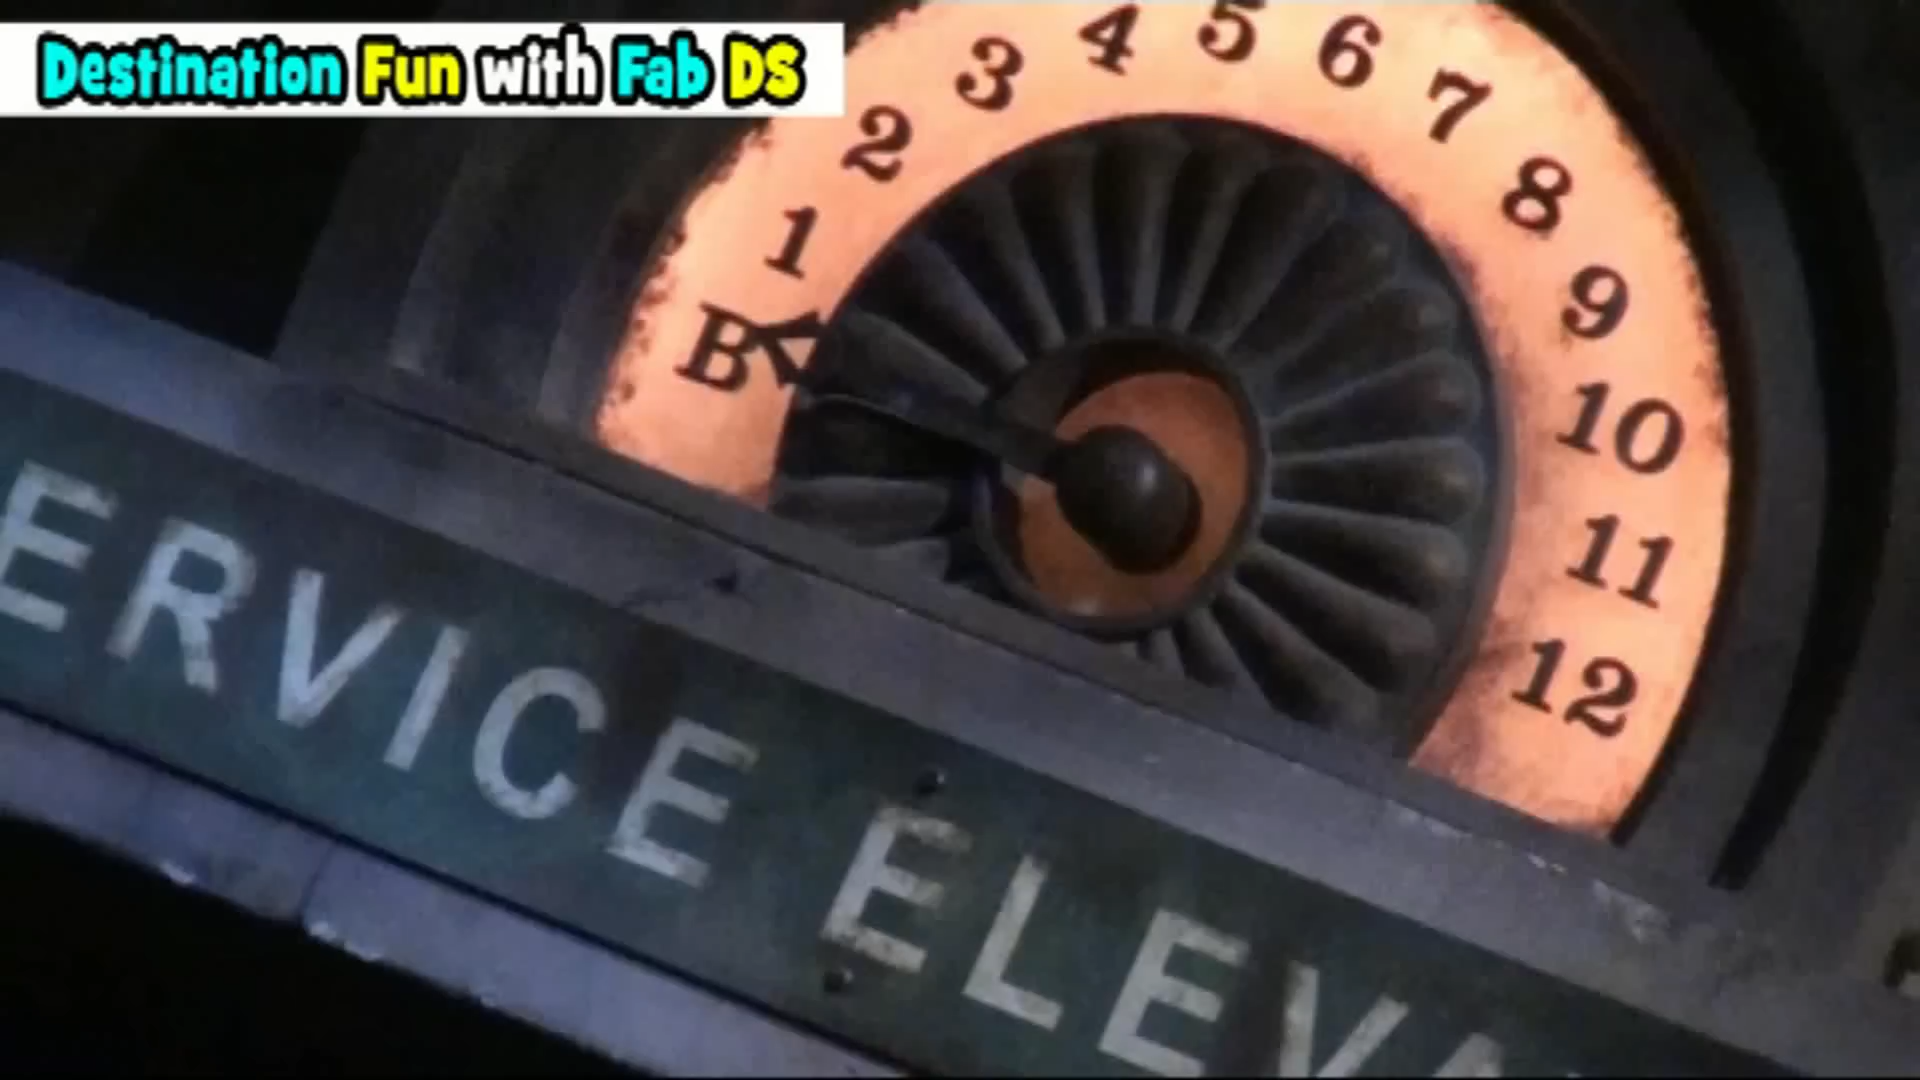 Destination Fun with Fab DS
B 1 2 3 4 5 6 7 8 9 10 11 12
ERVICE ELEVA